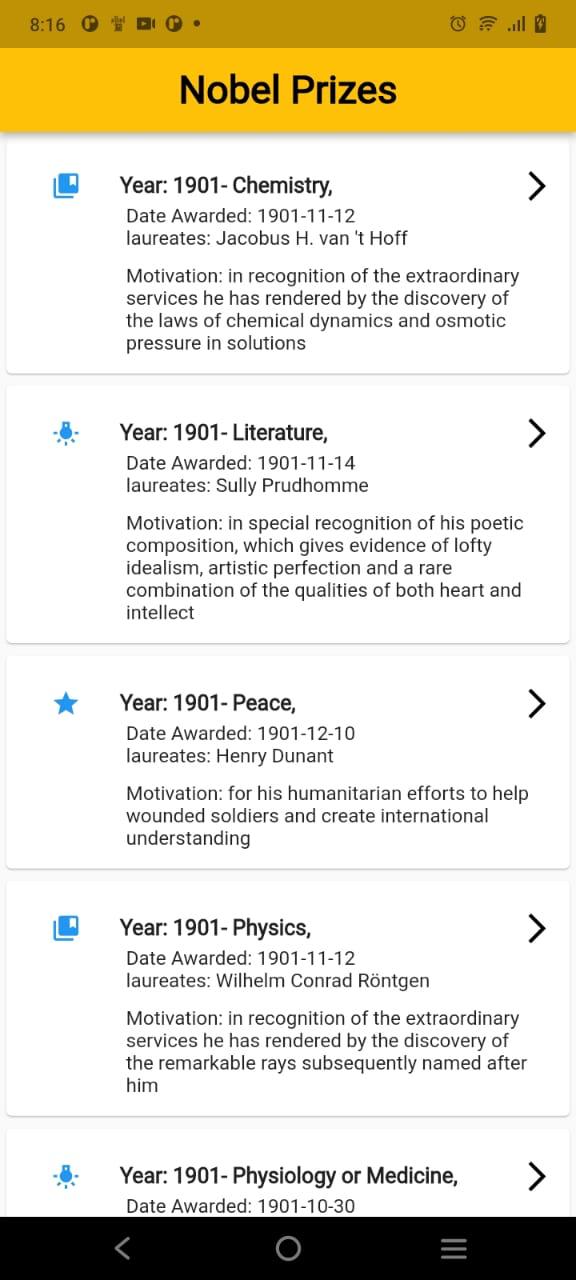 8:16
Nobel Prizes
Year: 1901- Chemistry,
Date Awarded: 1901-11-12
laureates: Jacobus H. van 't Hoff
Motivation: in recognition of the extraordinary
services he has rendered by the discovery of
the laws of chemical dynamics and osmotic
pressure in solutions
Year: 1901- Literature,
Date Awarded: 1901-11-14
laureates: Sully Prudhomme
Motivation: in special recognition of his poetic
composition, which gives evidence of lofty
idealism, artistic perfection and a rare
combination of the qualities of both heart and
intellect
Year: 1901- Peace,
Date Awarded: 1901-12-10
laureates: Henry Dunant
Motivation: for his humanitarian efforts to help
wounded soldiers and create international
understanding
Year: 1901- Physics,
Date Awarded: 1901-11-12
laureates: Wilhelm Conrad Röntgen
Motivation: in recognition of the extraordinary
services he has rendered by the discovery of
the remarkable rays subsequently named after
him
Year: 1901- Physiology or Medicine,
Date Awarded: 1901-10-30